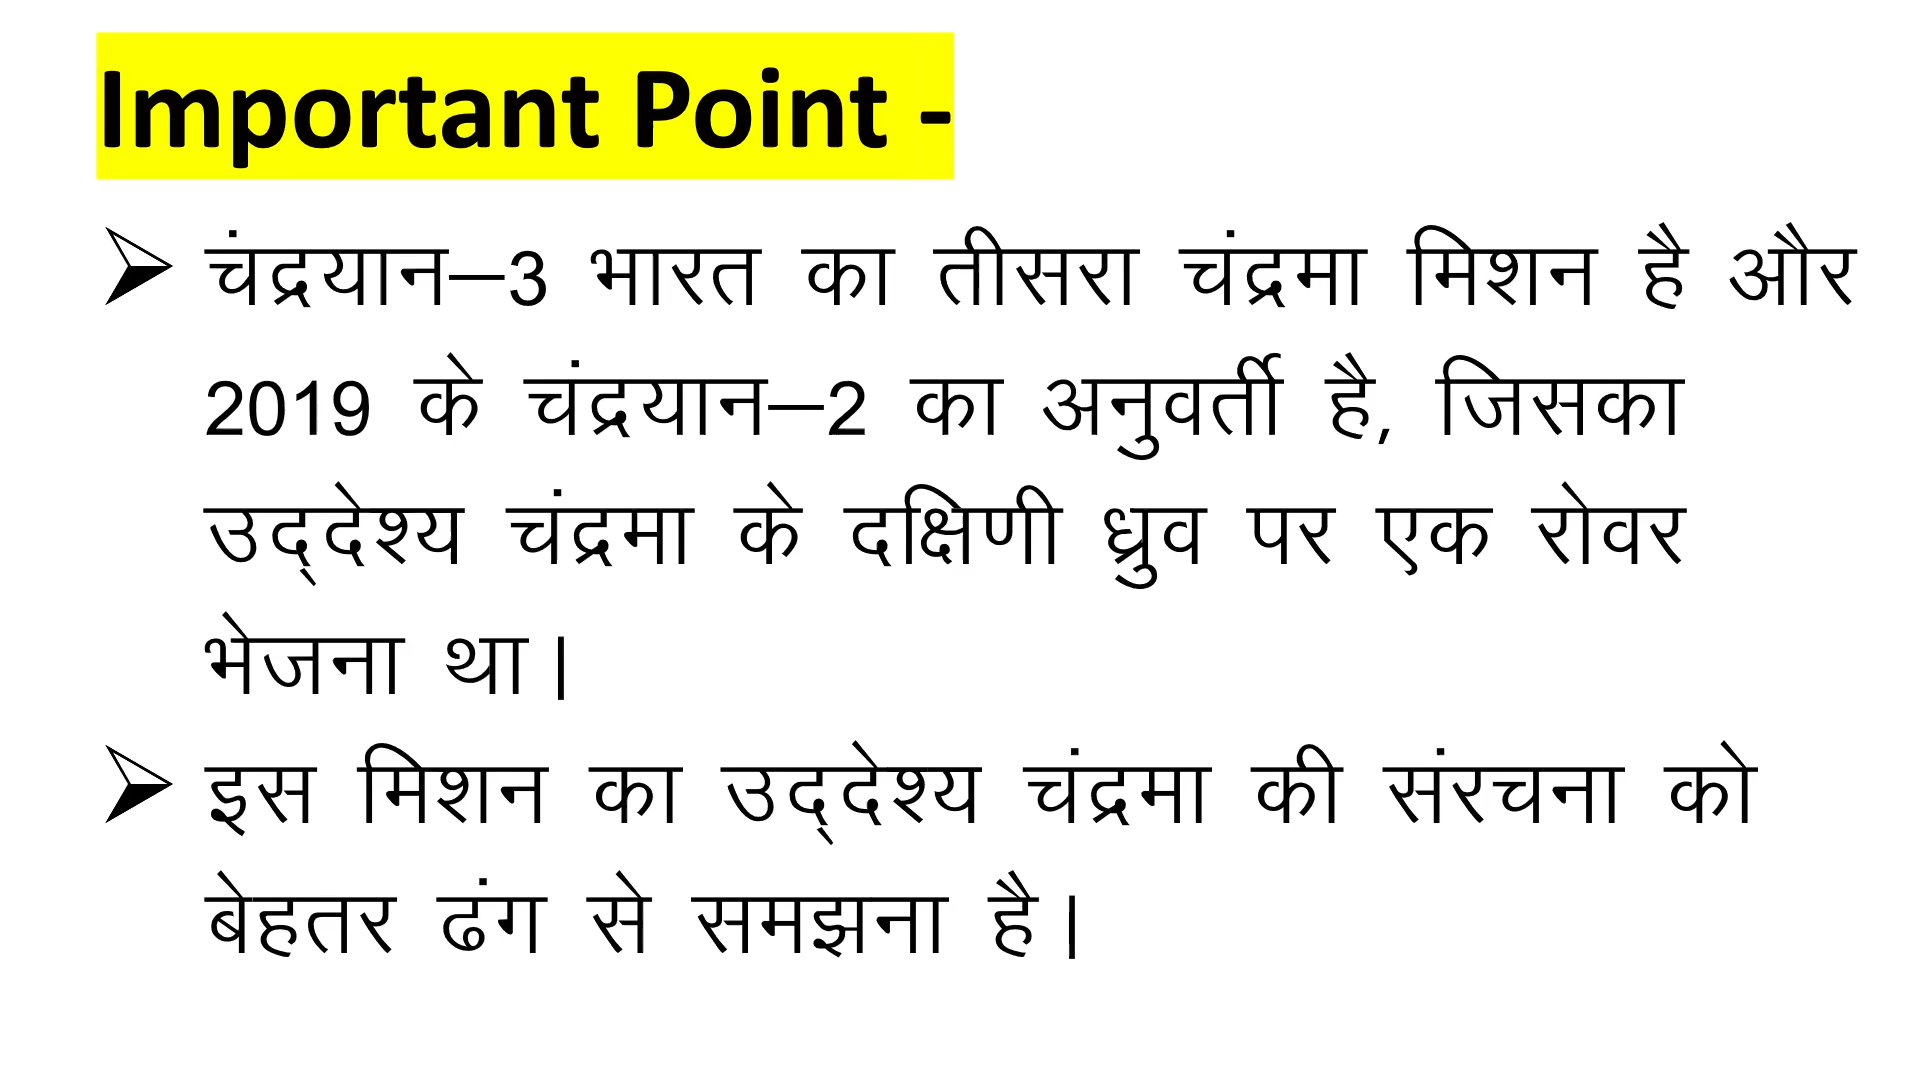 Important Point -
➢ चंद्रयान–3 भारत का तीसरा चंद्रमा मिशन है और
2019 के चंद्रयान–2 का अनुवर्ती है, जिसका
उद्देश्य चंद्रमा के दक्षिणी ध्रुव पर एक रोवर
भेजना था।
➢ इस मिशन का उद्देश्य चंद्रमा की संरचना को
बेहतर ढंग से समझना है।